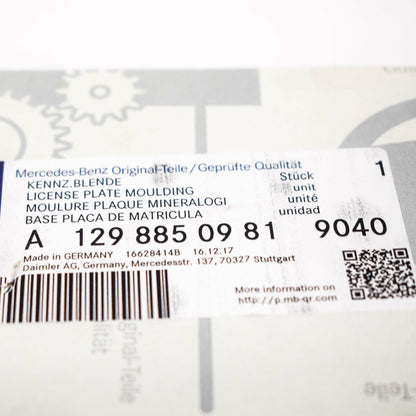 Mercedes-Benz Original-Teile/Geprüfte Qualität
KENNZ.BLENDE Stück 1
LICENSE PLATE MOULDING unit
MOULURE PLAQUE MINERALOGI unité
BASE PLACA DE MATRICULA unidad
A 129 885 09 81 9040
Made in GERMANY 16628414B 16.12.17
Daimler AG, Germany, Mercedesstr. 137, 70327 Stuttgart
More information on
http://p.mb-qr.com